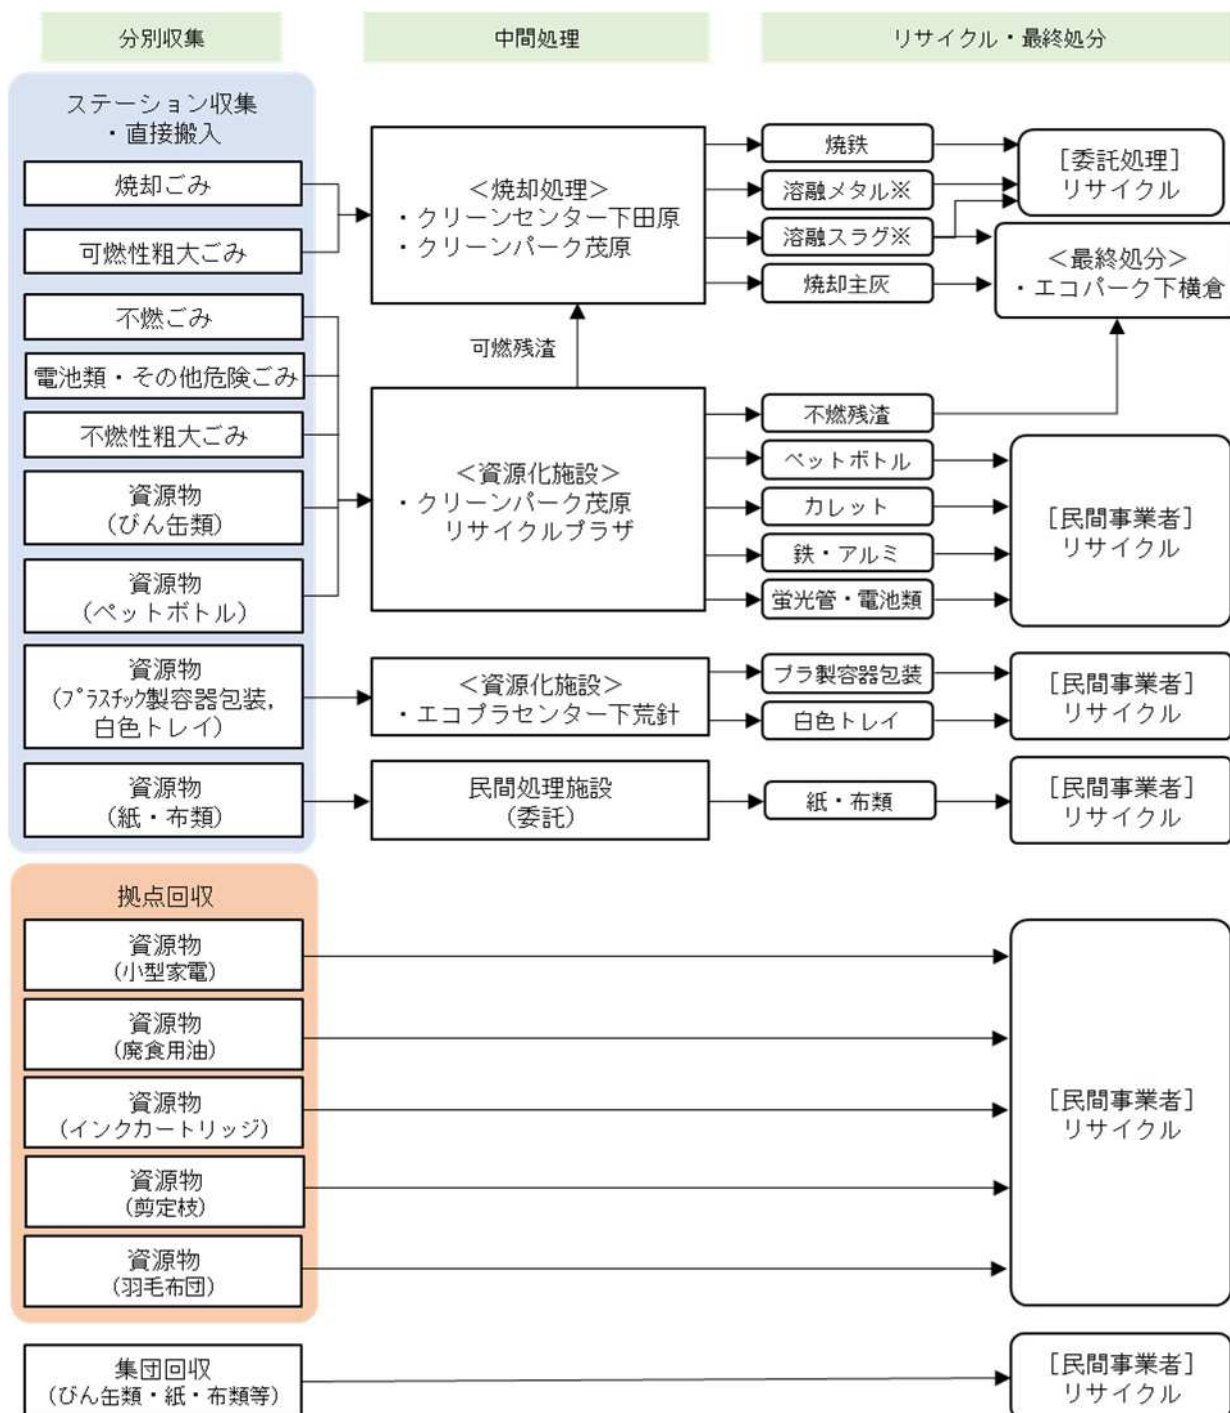 分別収集
中間処理
リサイクル・最終処分
ステーション収集
・直接搬入
焼却ごみ
可燃性粗大ごみ
不燃ごみ
電池類・その他危険ごみ
不燃性粗大ごみ
資源物
(びん缶類)
資源物
(ペットボトル)
資源物
(プラスチック製容器包装,
白色トレイ)
資源物
(紙・布類)
<焼却処理>
・クリーンセンター下田原
・クリーンパーク茂原
可燃残渣
<資源化施設>
・クリーンパーク茂原
リサイクルプラザ
<資源化施設>
・エコプラセンター下荒針
民間処理施設
(委託)
焼鉄
溶融メタル※
溶融スラグ※
焼却主灰
不燃残渣
ペットボトル
カレット
鉄・アルミ
蛍光管・電池類
プラ製容器包装
白色トレイ
紙・布類
[委託処理]
リサイクル
<最終処分>
・エコパーク下横倉
[民間事業者]
リサイクル
[民間事業者]
リサイクル
[民間事業者]
リサイクル
拠点回収
資源物
(小型家電)
資源物
(廃食用油)
資源物
(インクカートリッジ)
資源物
(剪定枝)
資源物
(羽毛布団)
[民間事業者]
リサイクル
集団回収
(びん缶類・紙・布類等)
[民間事業者]
リサイクル